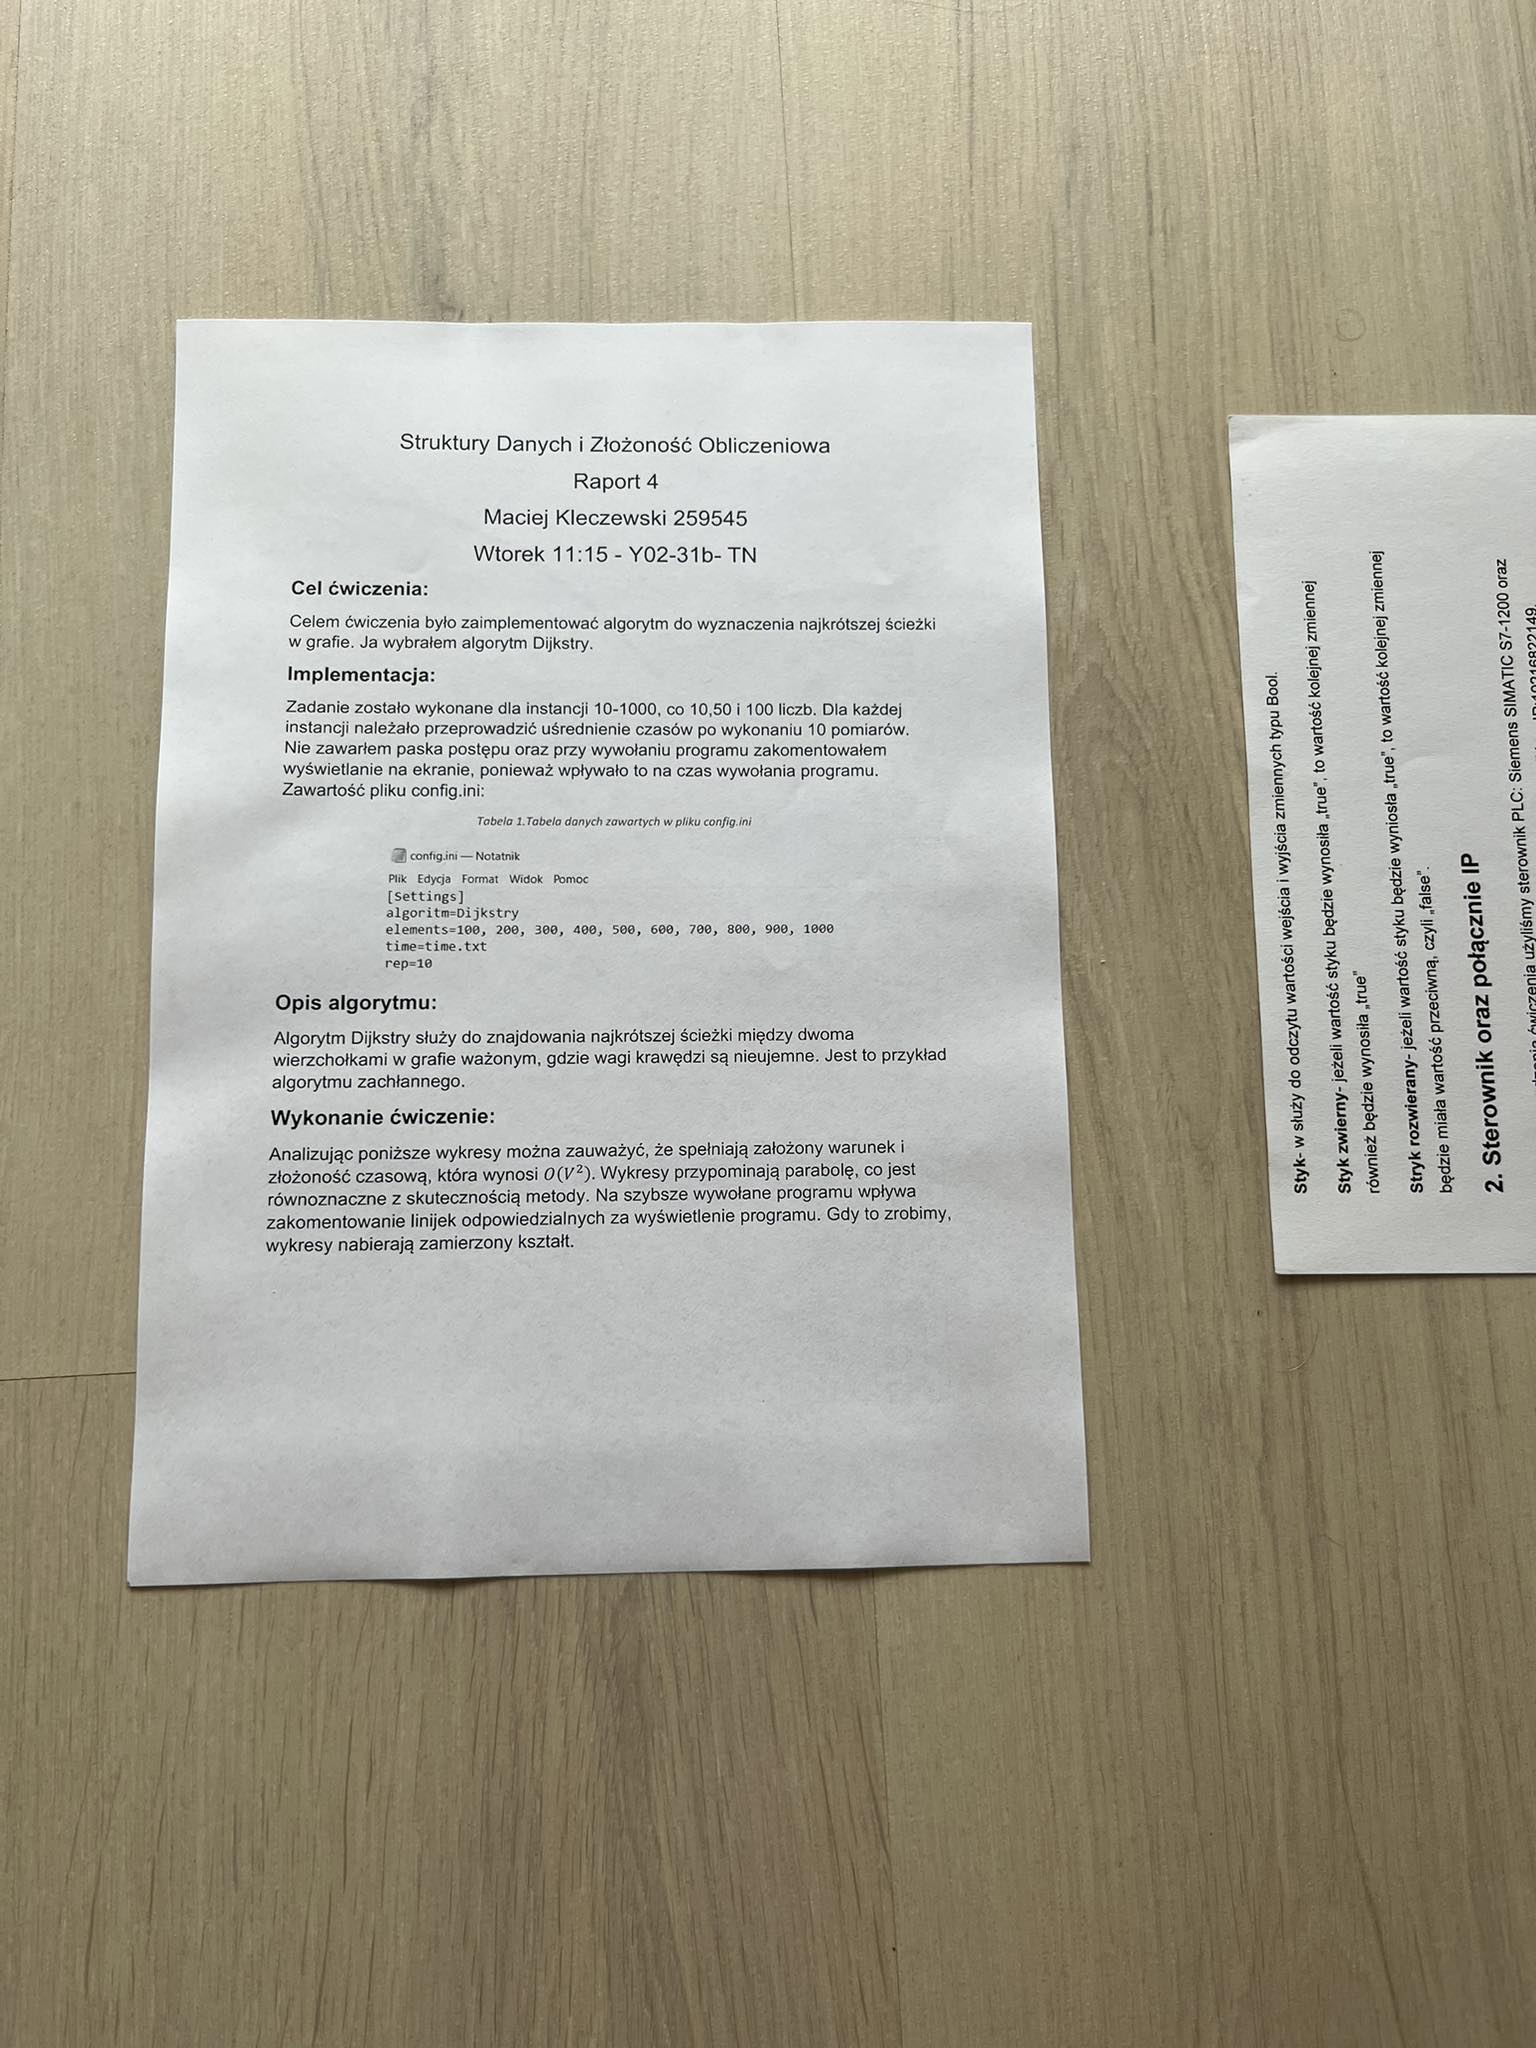 Struktury Danych i Złożoność Obliczeniowa
Raport 4
Maciej Kleczewski 259545
Wtorek 11:15 - Y02-31b- TN
Cel ćwiczenia:
Celem ćwiczenia było zaimplementować algorytm do wyznaczenia najkrótszej ścieżki
w grafie. Ja wybrałem algorytm Dijkstry.
Implementacja:
Zadanie zostało wykonane dla instancji 10-1000, co 10,50 i 100 liczb. Dla każdej
instancji należało przeprowadzić uśrednienie czasów po wykonaniu 10 pomiarów.
Nie zawarłem paska postępu oraz przy wywołaniu programu zakomentowałem
wyświetlanie na ekranie, ponieważ wpływało to na czas wywołania programu.
Zawartość pliku config.ini:
Tabela 1.Tabela danych zawartych w pliku config.ini
config.ini — Notatnik
Plik Edycja Format Widok Pomoc
[Settings]
algoritm=Dijkstry
elements=100, 200, 300, 400, 500, 600, 700, 800, 900, 1000
time=time.txt
rep=10
Opis algorytmu:
Algorytm Dijkstry służy do znajdowania najkrótszej ścieżki między dwoma
wierzchołkami w grafie ważonym, gdzie wagi krawędzi są nieujemne. Jest to przykład
algorytmu zachłannego.
Wykonanie ćwiczenie:
Analizując poniższe wykresy można zauważyć, że spełniają założony warunek i
złożoność czasową, która wynosi O(V²). Wykresy przypominają parabolę, co jest
równoznaczne z skutecznością metody. Na szybsze wywołane programu wpływa
zakomentowanie linijek odpowiedzialnych za wyświetlenie programu. Gdy to zrobimy,
wykresy nabierają zamierzony kształt.
Styk- w służy do odczytu wartości wejścia i wyjścia zmiennych typu Bool.
Styk zwierny- jeżeli wartość styku będzie wynosiła „true”, to wartość kolejnej zmiennej
również będzie wynosiła „true”
Stryk rozwierany- jeżeli wartość styku będzie wyniosła „true”, to wartość kolejnej zmiennej
będzie miała wartość przeciwną, czyli „false”.
2. Sterownik oraz połącznie IP
ćwiczenia użyliśmy sterownik PLC: Siemens SIMATIC S7-1200 oraz